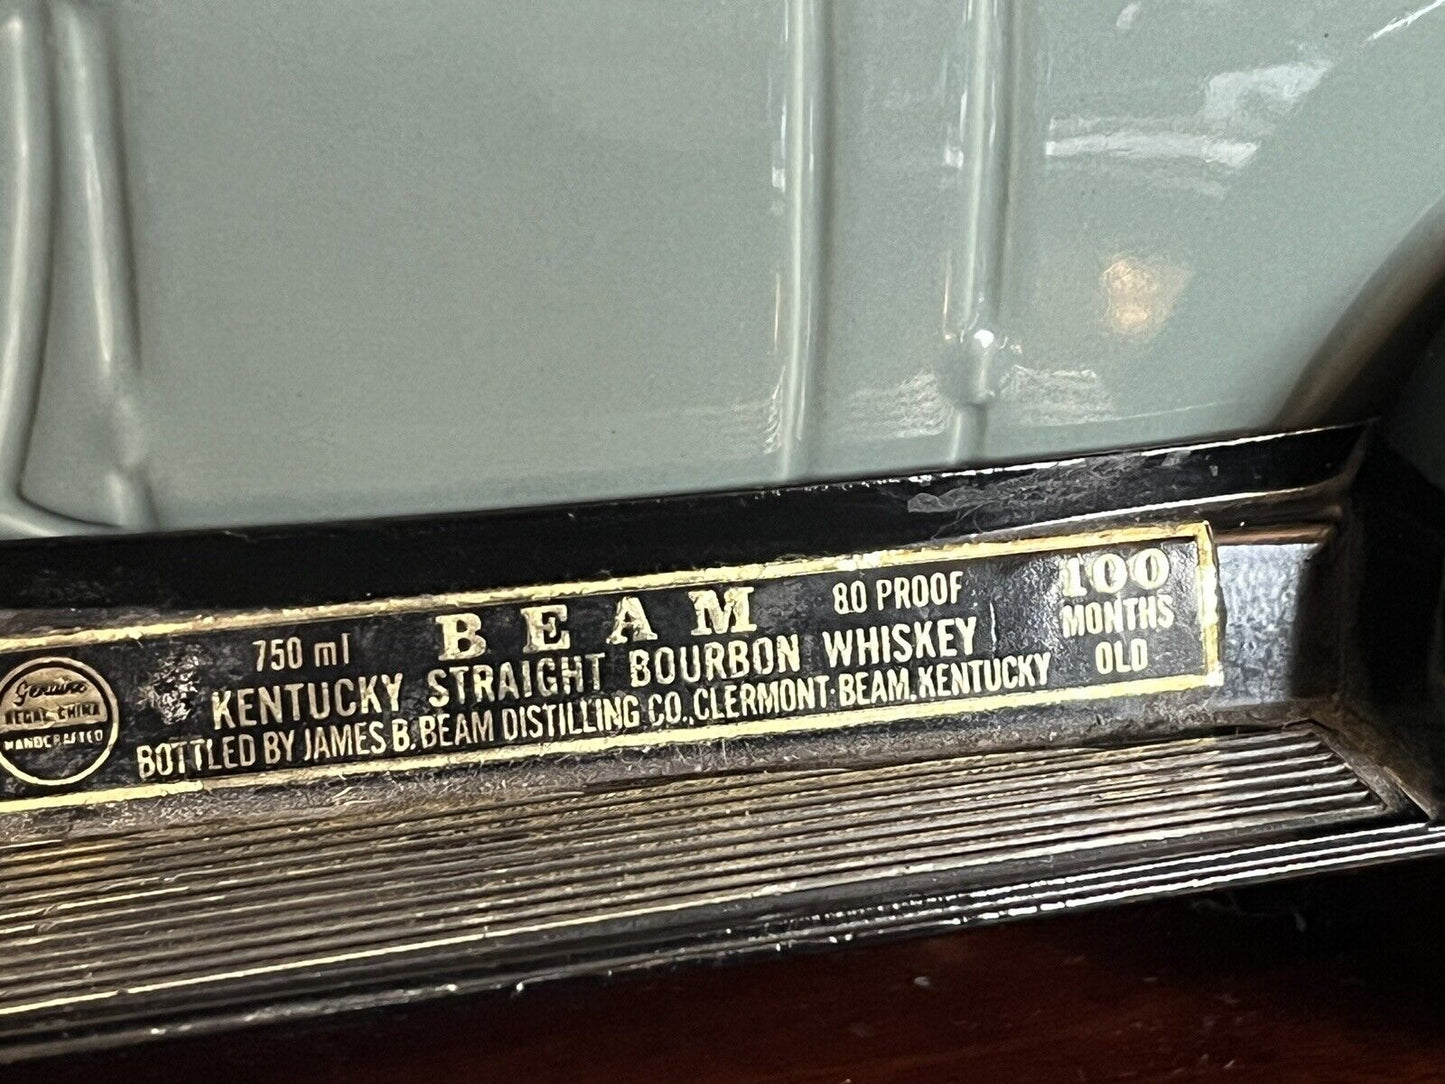 Genuine
REGAL CHINA
HANDCRAFTED
750 ml
BEAM
80 PROOF
100
MONTHS
OLD
KENTUCKY STRAIGHT BOURBON WHISKEY
BOTTLED BY JAMES B. BEAM DISTILLING CO., CLERMONT·BEAM, KENTUCKY